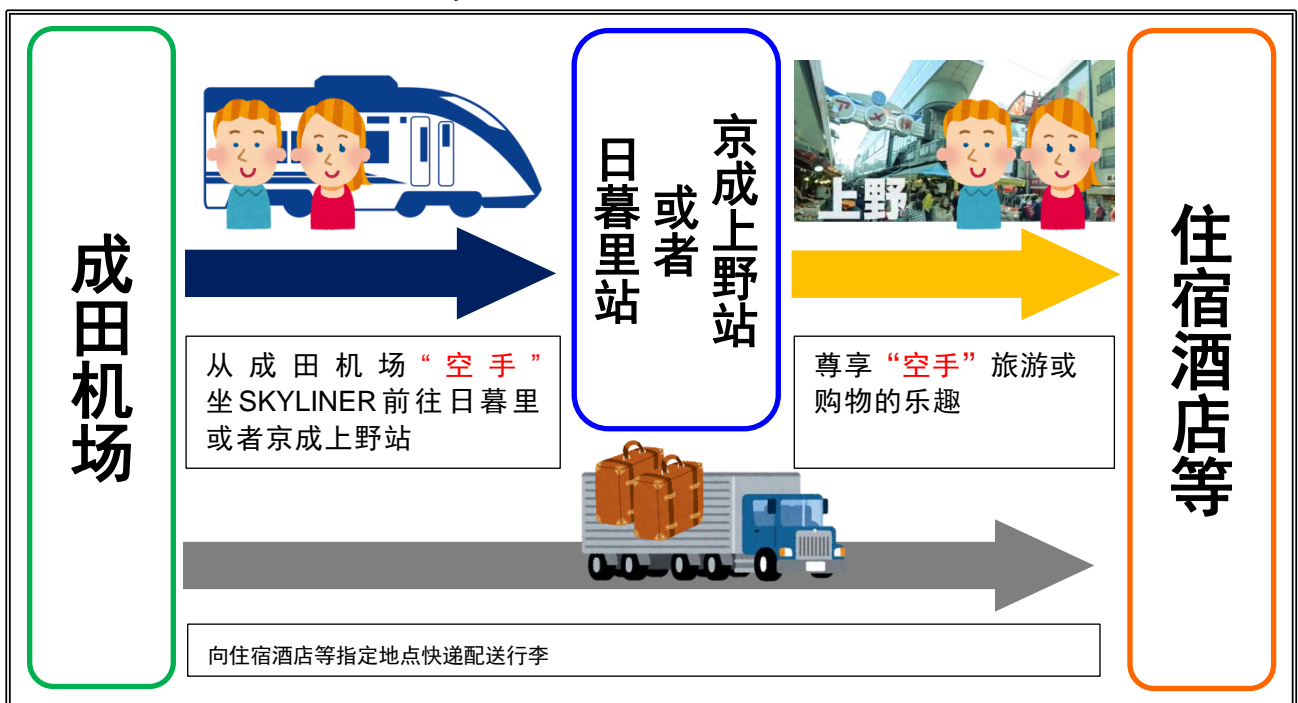 成田机场
日暮里站
或者
京成上野站
アメ横
上野
住宿酒店等
从成田机场“空手”
坐SKYLINER前往日暮里
或者京成上野站
尊享“空手”旅游或
购物的乐趣
向住宿酒店等指定地点快递配送行李